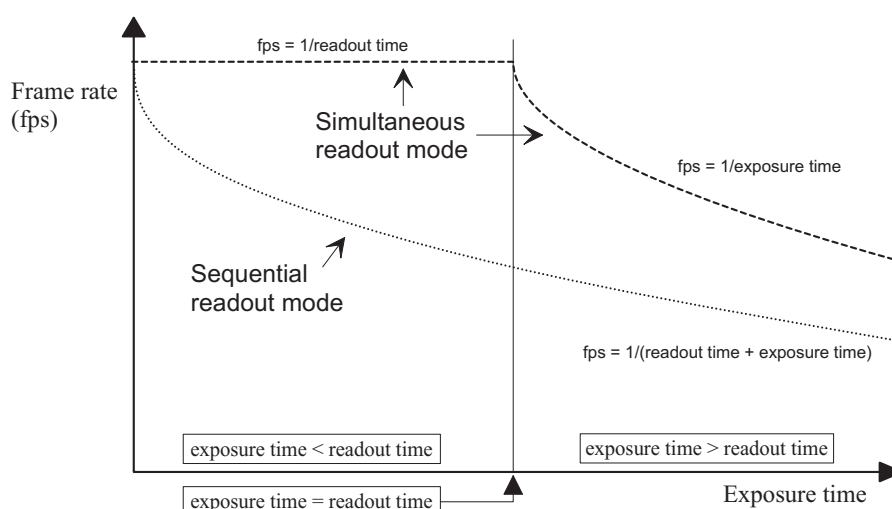 fps = 1/readout time
Frame rate
(fps)
Simultaneous
readout mode
fps = 1/exposure time
Sequential
readout mode
fps = 1/(readout time + exposure time)
exposure time < readout time
exposure time > readout time
exposure time = readout time
Exposure time